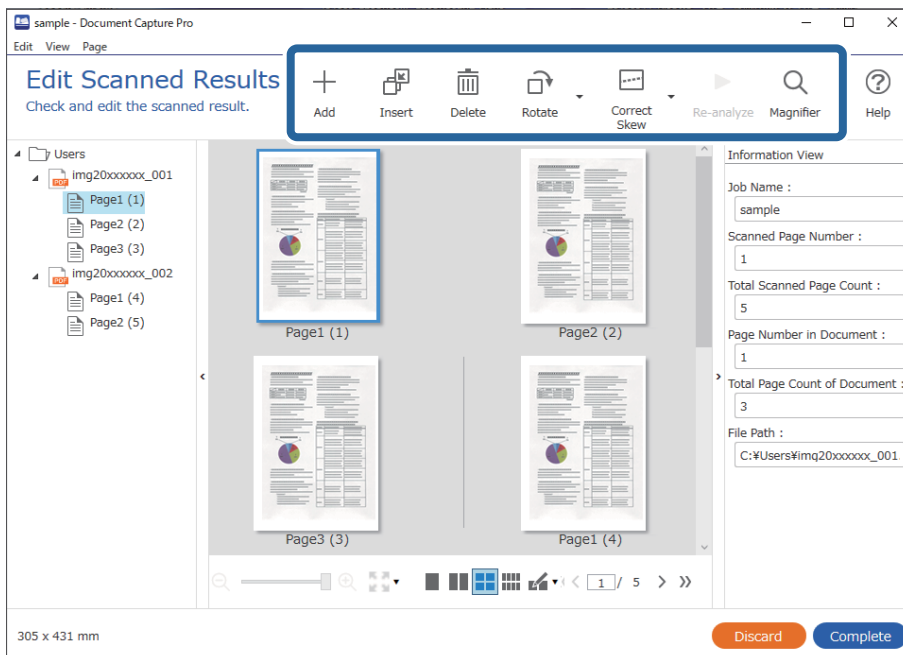 sample - Document Capture Pro
Edit View Page
Edit Scanned Results
Check and edit the scanned result.
Add
Insert
Delete
Rotate
Correct
Skew
Re-analyze
Magnifier
Help
Users
img20xxxxxx_001
PDF
Page1 (1)
Page2 (2)
Page3 (3)
img20xxxxxx_002
PDF
Page1 (4)
Page2 (5)
Page1 (1)
Page2 (2)
Page3 (3)
Page1 (4)
1 / 5
Information View
Job Name :
sample
Scanned Page Number :
1
Total Scanned Page Count :
5
Page Number in Document :
1
Total Page Count of Document :
3
File Path :
C:¥Users¥img20xxxxxx_001
305 x 431 mm
Discard
Complete